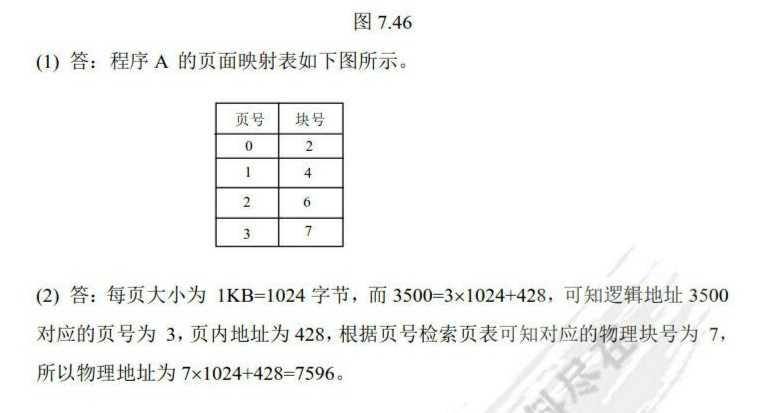 图 7.46
(1) 答：程序 A 的页面映射表如下图所示。
页号 块号
0 2
1 4
2 6
3 7
(2) 答：每页大小为 1KB=1024 字节，而 3500=3×1024+428，可知逻辑地址 3500
对应的页号为 3，页内地址为 428，根据页号检索页表可知对应的物理块号为 7，
所以物理地址为 7×1024+428=7596。